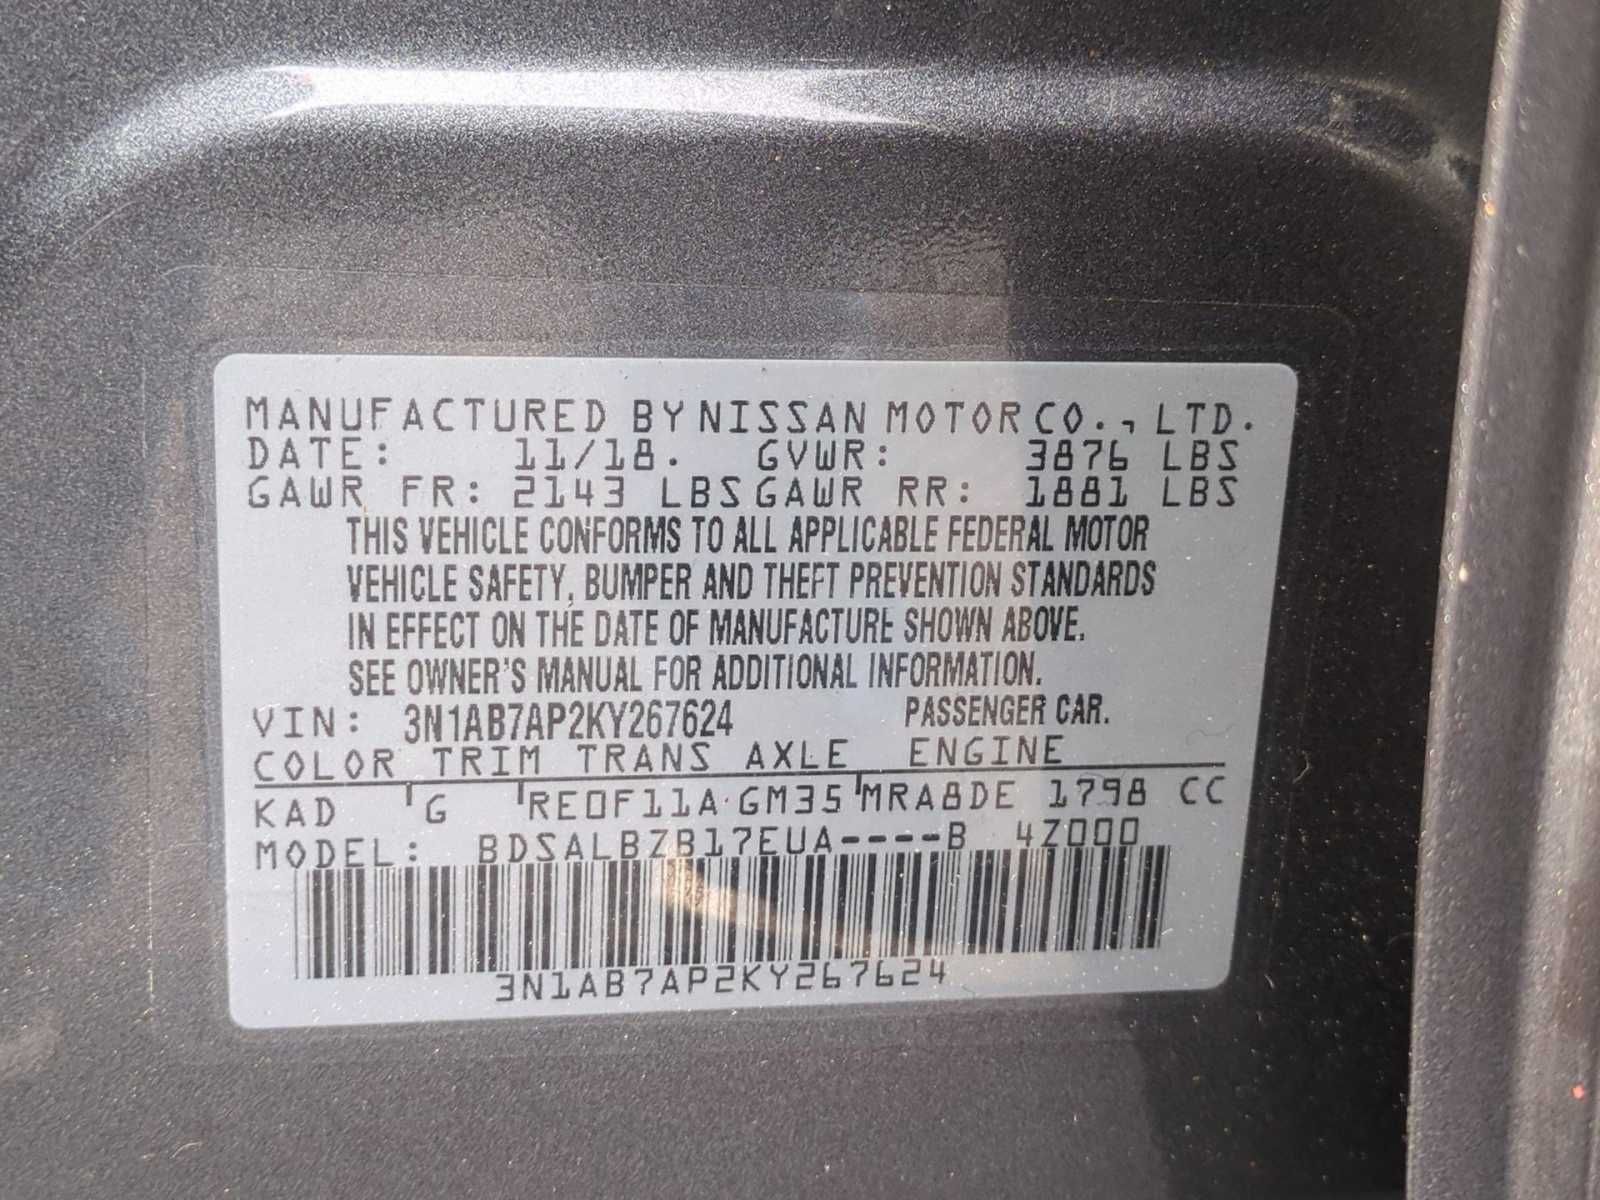 MANUFACTURED BY NISSAN MOTOR CO., LTD.
DATE: 11/18. GVWR: 3876 LBS
GAWR FR: 2143 LBS GAWR RR: 1881 LBS
THIS VEHICLE CONFORMS TO ALL APPLICABLE FEDERAL MOTOR
VEHICLE SAFETY, BUMPER AND THEFT PREVENTION STANDARDS
IN EFFECT ON THE DATE OF MANUFACTURE SHOWN ABOVE.
SEE OWNER'S MANUAL FOR ADDITIONAL INFORMATION.
VIN: 3N1AB7AP2KY267624 PASSENGER CAR.
COLOR TRIM TRANS AXLE ENGINE
KAD G RE0F11A GM35 MRA8DE 1798 CC
MODEL: BDSALBZB17EUA----B 4Z000
3N1AB7AP2KY267624